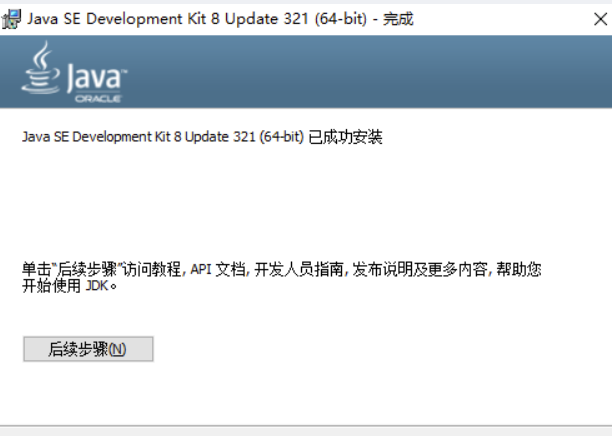 Java SE Development Kit 8 Update 321 (64-bit) - 完成
Java™
ORACLE
Java SE Development Kit 8 Update 321 (64-bit) 已成功安装
单击"后续步骤"访问教程, API 文档, 开发人员指南, 发布说明及更多内容, 帮助您
开始使用 JDK。
后续步骤(N)